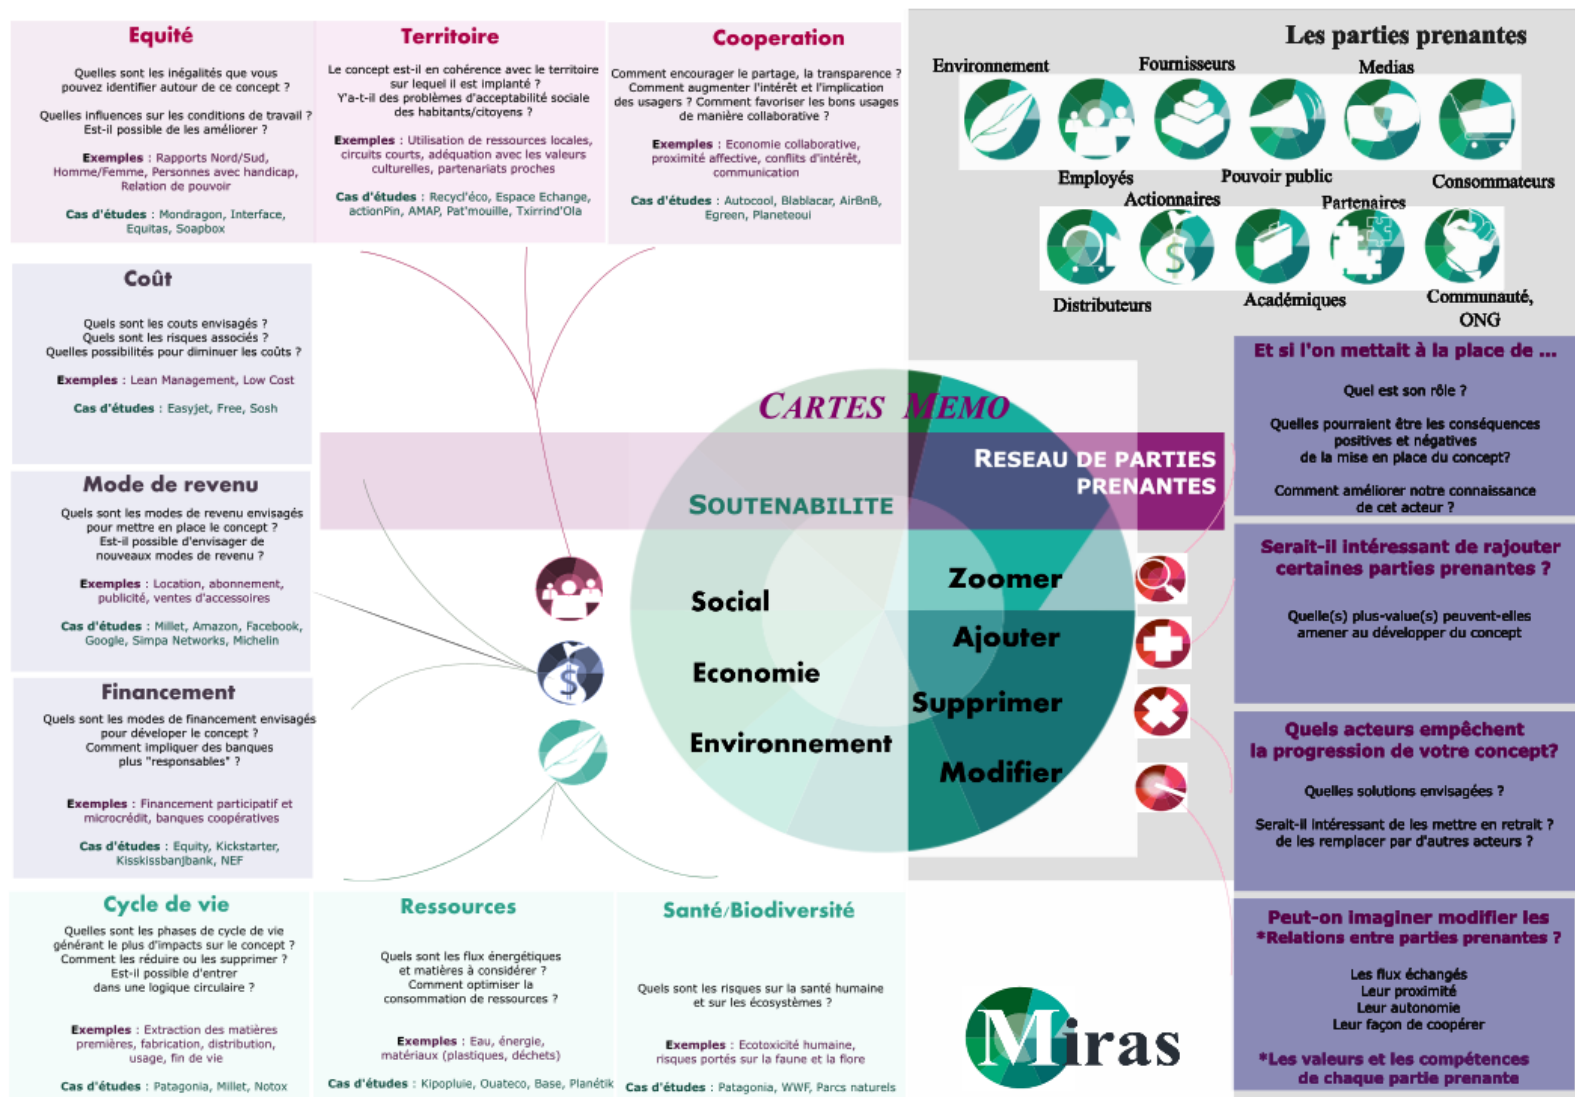 Equité
Quelles sont les inégalités que vous
pouvez identifier autour de ce concept ?
Quelles influences sur les conditions de travail ?
Est-il possible de les améliorer ?
Exemples : Rapports Nord/Sud,
Homme/Femme, Personnes avec handicap,
Relation de pouvoir
Cas d'études : Mondragon, Interface,
Equitas, Soapbox
Territoire
Le concept est-il en cohérence avec le territoire
sur lequel il est implanté ?
Y'a-t-il des problèmes d'acceptabilité sociale
des habitants/citoyens ?
Exemples : Utilisation de ressources locales,
circuits courts, adéquation avec les valeurs
culturelles, partenariats proches
Cas d'études : Recycl'éco, Espace Echange,
actionPin, AMAP, Pat'mouille, Txirrind'Ola
Cooperation
Comment encourager le partage, la transparence ?
Comment augmenter l'intérêt et l'implication
des usagers ? Comment favoriser les bons usages
de manière collaborative ?
Exemples : Economie collaborative,
proximité affective, conflits d'intérêt,
communication
Cas d'études : Autocool, Blablacar, AirBnB,
Egreen, Planeteoui
Les parties prenantes
Environnement
Fournisseurs
Medias
Employés
Pouvoir public
Consommateurs
Actionnaires
Partenaires
Distributeurs
Académiques
Communauté,
ONG
Coût
Quels sont les couts envisagés ?
Quels sont les risques associés ?
Quelles possibilités pour diminuer les coûts ?
Exemples : Lean Management, Low Cost
Cas d'études : Easyjet, Free, Sosh
Mode de revenu
Quels sont les modes de revenu envisagés
pour mettre en place le concept ?
Est-il possible d'envisager de
nouveaux modes de revenu ?
Exemples : Location, abonnement,
publicité, ventes d'accessoires
Cas d'études : Millet, Amazon, Facebook,
Google, Simpa Networks, Michelin
Financement
Quels sont les modes de financement envisagés
pour développer le concept ?
Comment impliquer des banques
plus "responsables" ?
Exemples : Financement participatif et
microcrédit, banques coopératives
Cas d'études : Equity, Kickstarter,
Kisskissbanjbank, NEF
CARTES MEMO
RESEAU DE PARTIES
PRENANTES
SOUTENABILITE
Social
Economie
Environnement
Zoomer
Ajouter
Supprimer
Modifier
Et si l'on mettait à la place de ...
Quel est son rôle ?
Quelles pourraient être les conséquences
positives et négatives
de la mise en place du concept?
Comment améliorer notre connaissance
de cet acteur ?
Serait-il intéressant de rajouter
certaines parties prenantes ?
Quelle(s) plus-value(s) peuvent-elles
amener au développer du concept
Quels acteurs empêchent
la progression de votre concept?
Quelles solutions envisagées ?
Serait-il intéressant de les mettre en retrait ?
de les remplacer par d'autres acteurs ?
Peut-on imaginer modifier les
*Relations entre parties prenantes ?
Les flux échangés
Leur proximité
Leur autonomie
Leur façon de coopérer
*Les valeurs et les compétences
de chaque partie prenante
Cycle de vie
Quelles sont les phases de cycle de vie
générant le plus d'impacts sur le concept ?
Comment les réduire ou les supprimer ?
Est-il possible d'entrer
dans une logique circulaire ?
Exemples : Extraction des matières
premières, fabrication, distribution,
usage, fin de vie
Cas d'études : Patagonia, Millet, Notox
Ressources
Quels sont les flux énergétiques
et matières à considérer ?
Comment optimiser la
consommation de ressources ?
Exemples : Eau, énergie,
matériaux (plastiques, déchets)
Cas d'études : Kipopluie, Ouateco, Base, Planétik
Santé/Biodiversité
Quels sont les risques sur la santé humaine
et sur les écosystèmes ?
Exemples : Ecotoxicité humaine,
risques portés sur la faune et la flore
Cas d'études : Patagonia, WWF, Parcs naturels
Miras